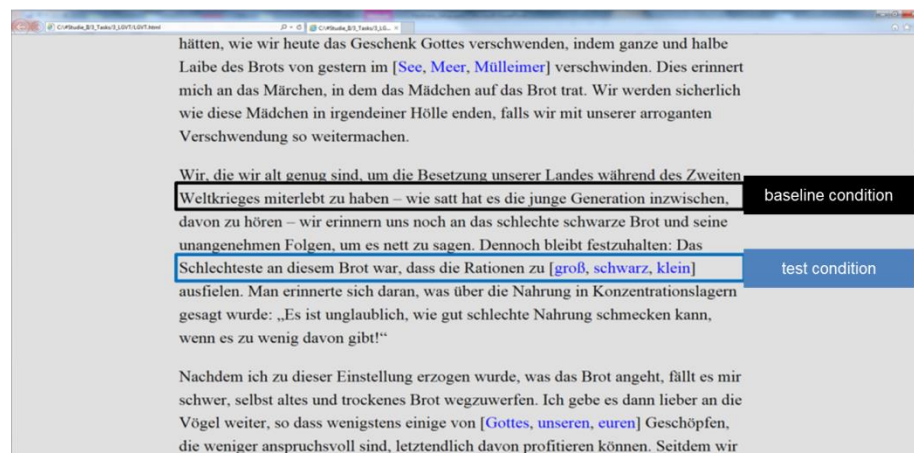 C:\#Studie_B/3_Tasks/3_LGVT/LGVT.html
C:\#Studie_B/3_Tasks/3_LG...
hätten, wie wir heute das Geschenk Gottes verschwenden, indem ganze und halbe
Laibe des Brots von gestern im [See, Meer, Mülleimer] verschwinden. Dies erinnert
mich an das Märchen, in dem das Mädchen auf das Brot trat. Wir werden sicherlich
wie diese Mädchen in irgendeiner Hölle enden, falls wir mit unserer arroganten
Verschwendung so weitermachen.
Wir, die wir alt genug sind, um die Besetzung unserer Landes während des Zweiten
Weltkrieges miterlebt zu haben – wie satt hat es die junge Generation inzwischen,
baseline condition
davon zu hören – wir erinnern uns noch an das schlechte schwarze Brot und seine
unangenehmen Folgen, um es nett zu sagen. Dennoch bleibt festzuhalten: Das
Schlechteste an diesem Brot war, dass die Rationen zu [groß, schwarz, klein]
test condition
ausfielen. Man erinnerte sich daran, was über die Nahrung in Konzentrationslagern
gesagt wurde: „Es ist unglaublich, wie gut schlechte Nahrung schmecken kann,
wenn es zu wenig davon gibt!“
Nachdem ich zu dieser Einstellung erzogen wurde, was das Brot angeht, fällt es mir
schwer, selbst altes und trockenes Brot wegzuwerfen. Ich gebe es dann lieber an die
Vögel weiter, so dass wenigstens einige von [Gottes, unseren, euren] Geschöpfen,
die weniger anspruchsvoll sind, letztendlich davon profitieren können. Seitdem wir